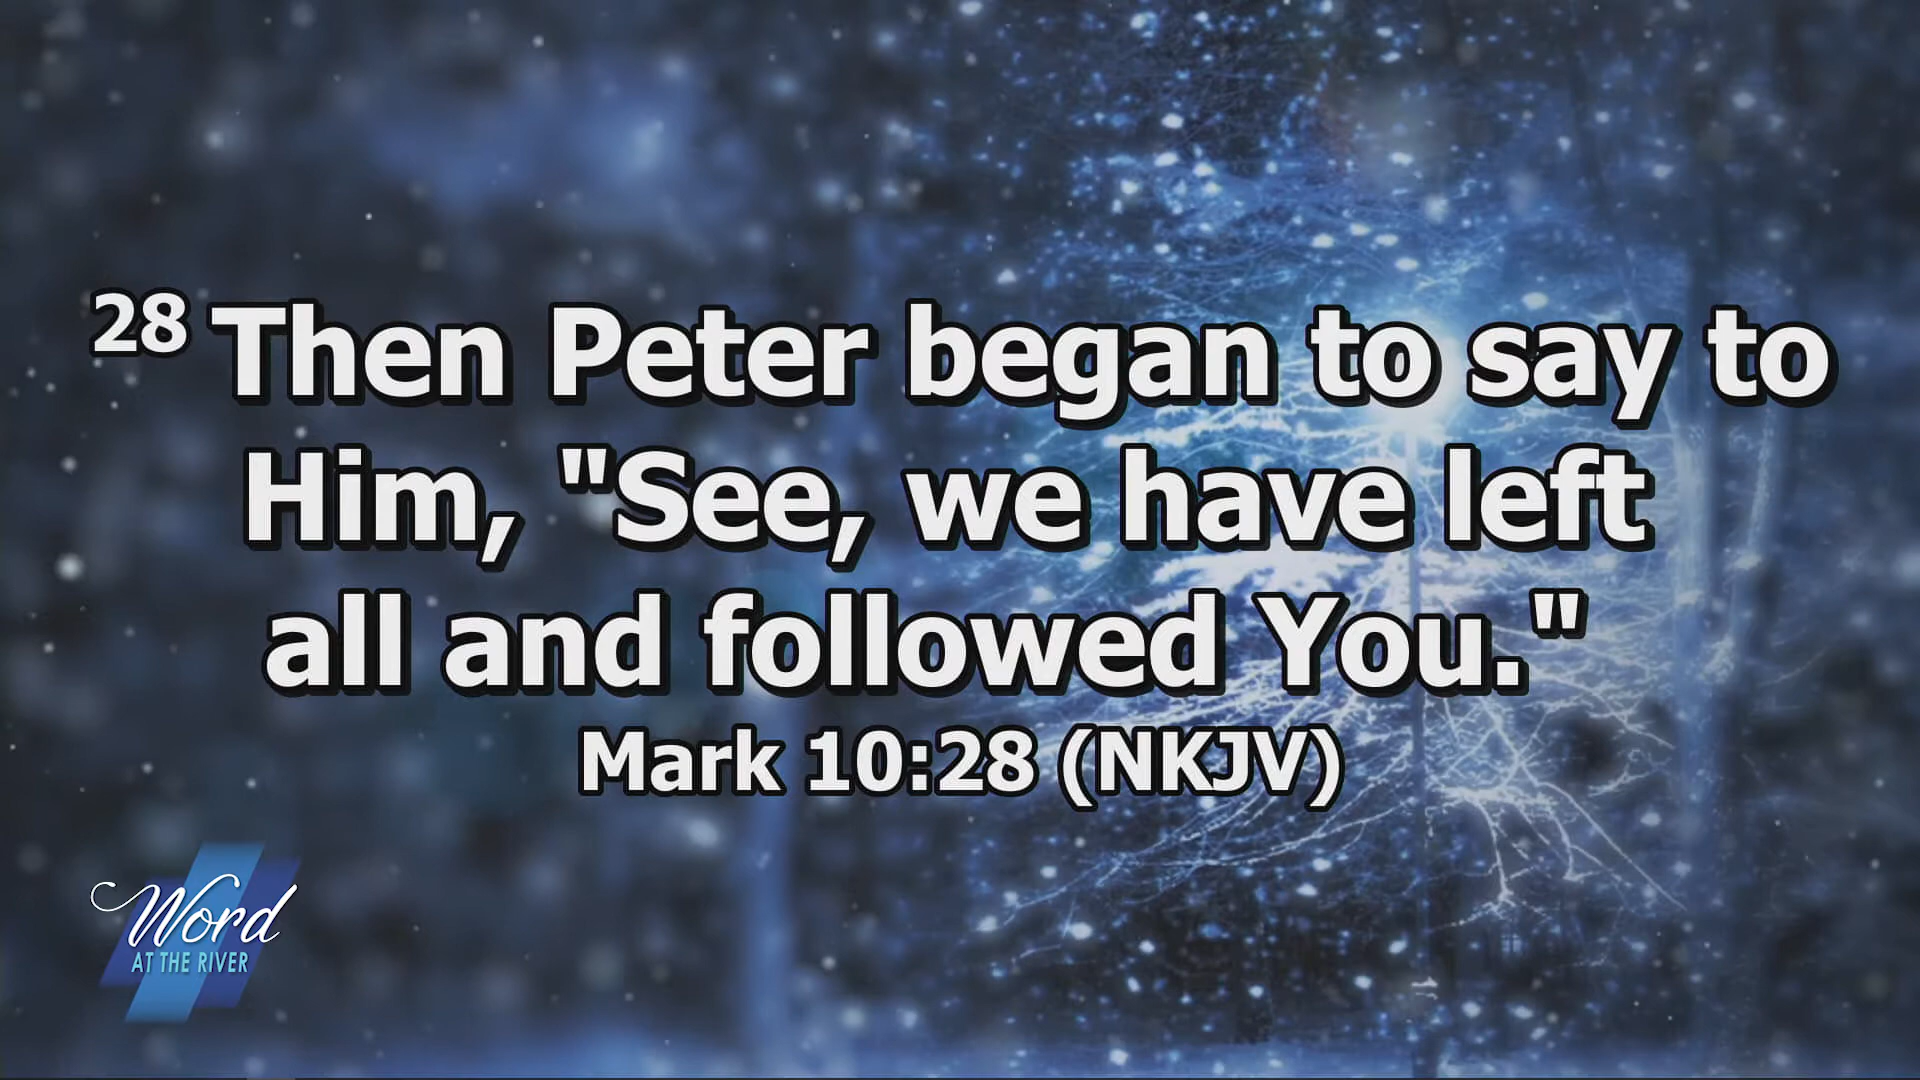 28 Then Peter began to say to
Him, "See, we have left
all and followed You."
Mark 10:28 (NKJV)
Word
AT THE RIVER